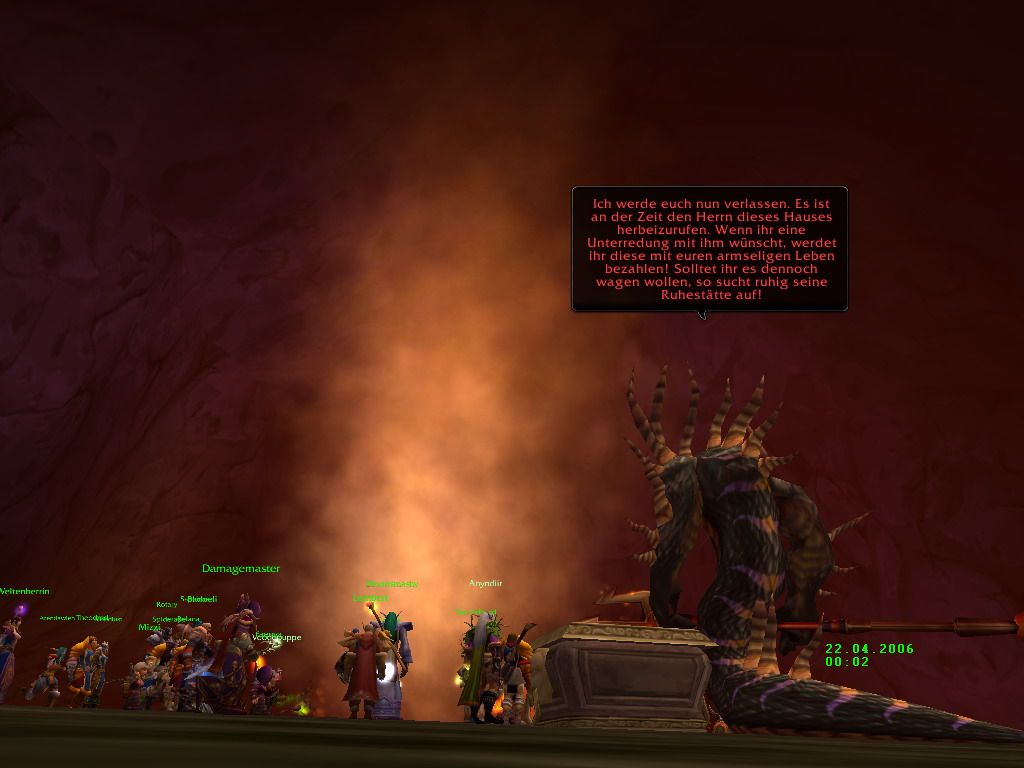 Ich werde euch nun verlassen. Es ist
an der Zeit den Herrn dieses Hauses
herbeizurufen. Wenn ihr eine
Unterredung mit ihm wünscht, werdet
ihr diese mit euren armseligen Leben
bezahlen! Solltet ihr es dennoch
wagen wollen, so sucht ruhig seine
Ruhestätte auf!
Damagemaster
Anyndiir
Veltenherrin
Rotary
Mizzi
22.04.2006
00:02